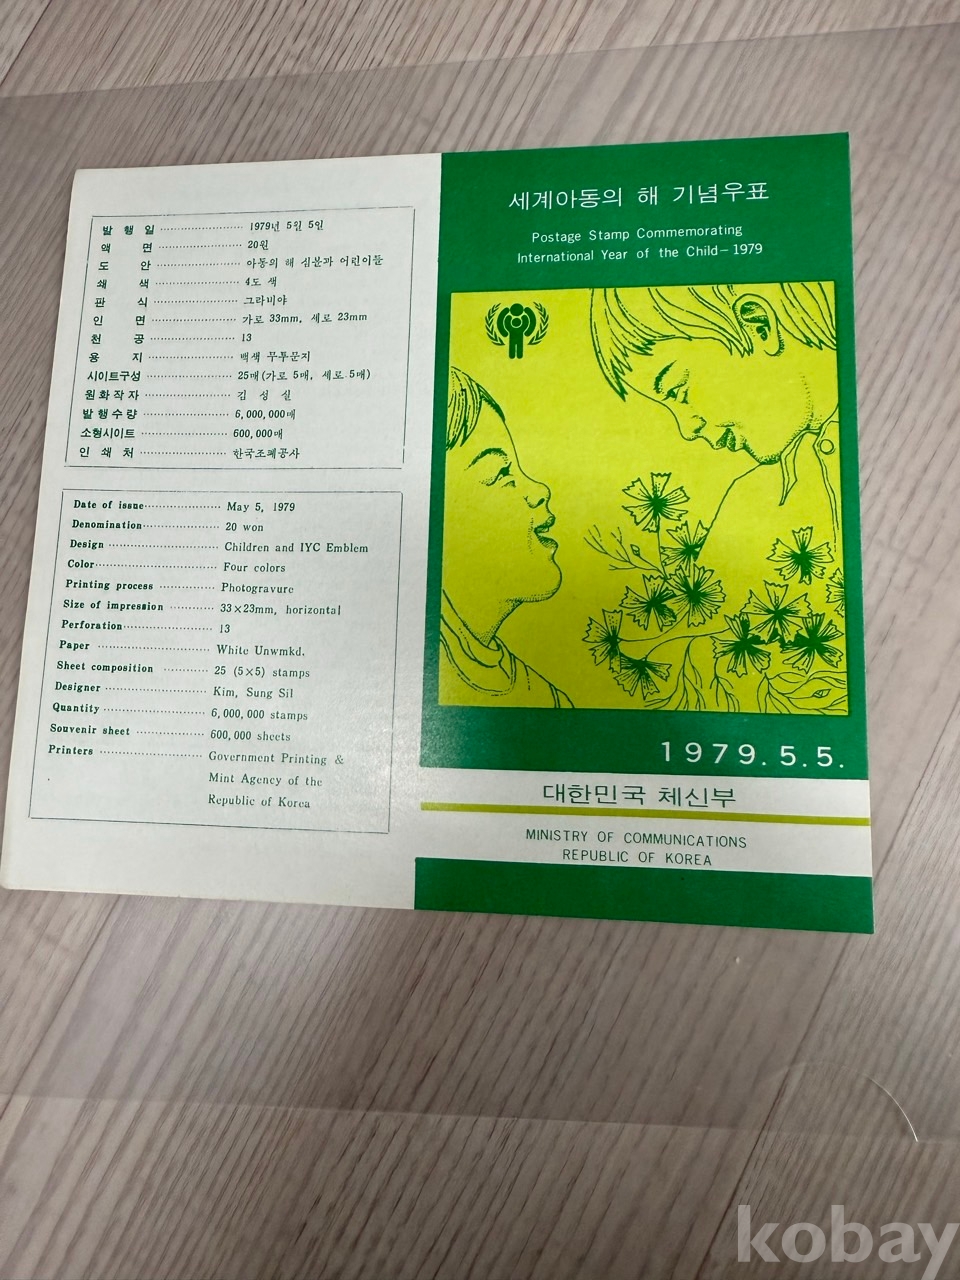 발 행 일 ………………… 1979년 5월 5일
액 면 ………………… 20원
도 안 ………………… 아동의 해 심볼과 어린이들
쇄 색 ………………… 4도 색
판 식 ………………… 그라비야
인 면 ………………… 가로 33mm, 세로 23mm
천 공 ………………… 13
용 지 ………………… 백색 무투문지
시이트구성 ………………… 25매(가로 5매, 세로 5매)
원화작자 ………………… 김 성 실
발행수량 ………………… 6,000,000매
소형시이트 ………………… 600,000매
인 쇄 처 ………………… 한국조폐공사
Date of issue………………… May 5, 1979
Denomination………………… 20 won
Design ………………… Children and IYC Emblem
Color………………… Four colors
Printing process ………………… Photogravure
Size of impression ………… 33×23mm, horizontal
Perforation………………… 13
Paper ………………… White Unwmkd.
Sheet composition ………… 25 (5×5) stamps
Designer ………………… Kim, Sung Sil
Quantity ………………… 6,000,000 stamps
Souvenir sheet ………………… 600,000 sheets
Printers ………………… Government Printing &
Mint Agency of the
Republic of Korea
세계아동의 해 기념우표
Postage Stamp Commemorating
International Year of the Child－1979
1979.5.5.
대한민국 체신부
MINISTRY OF COMMUNICATIONS
REPUBLIC OF KOREA
kobay